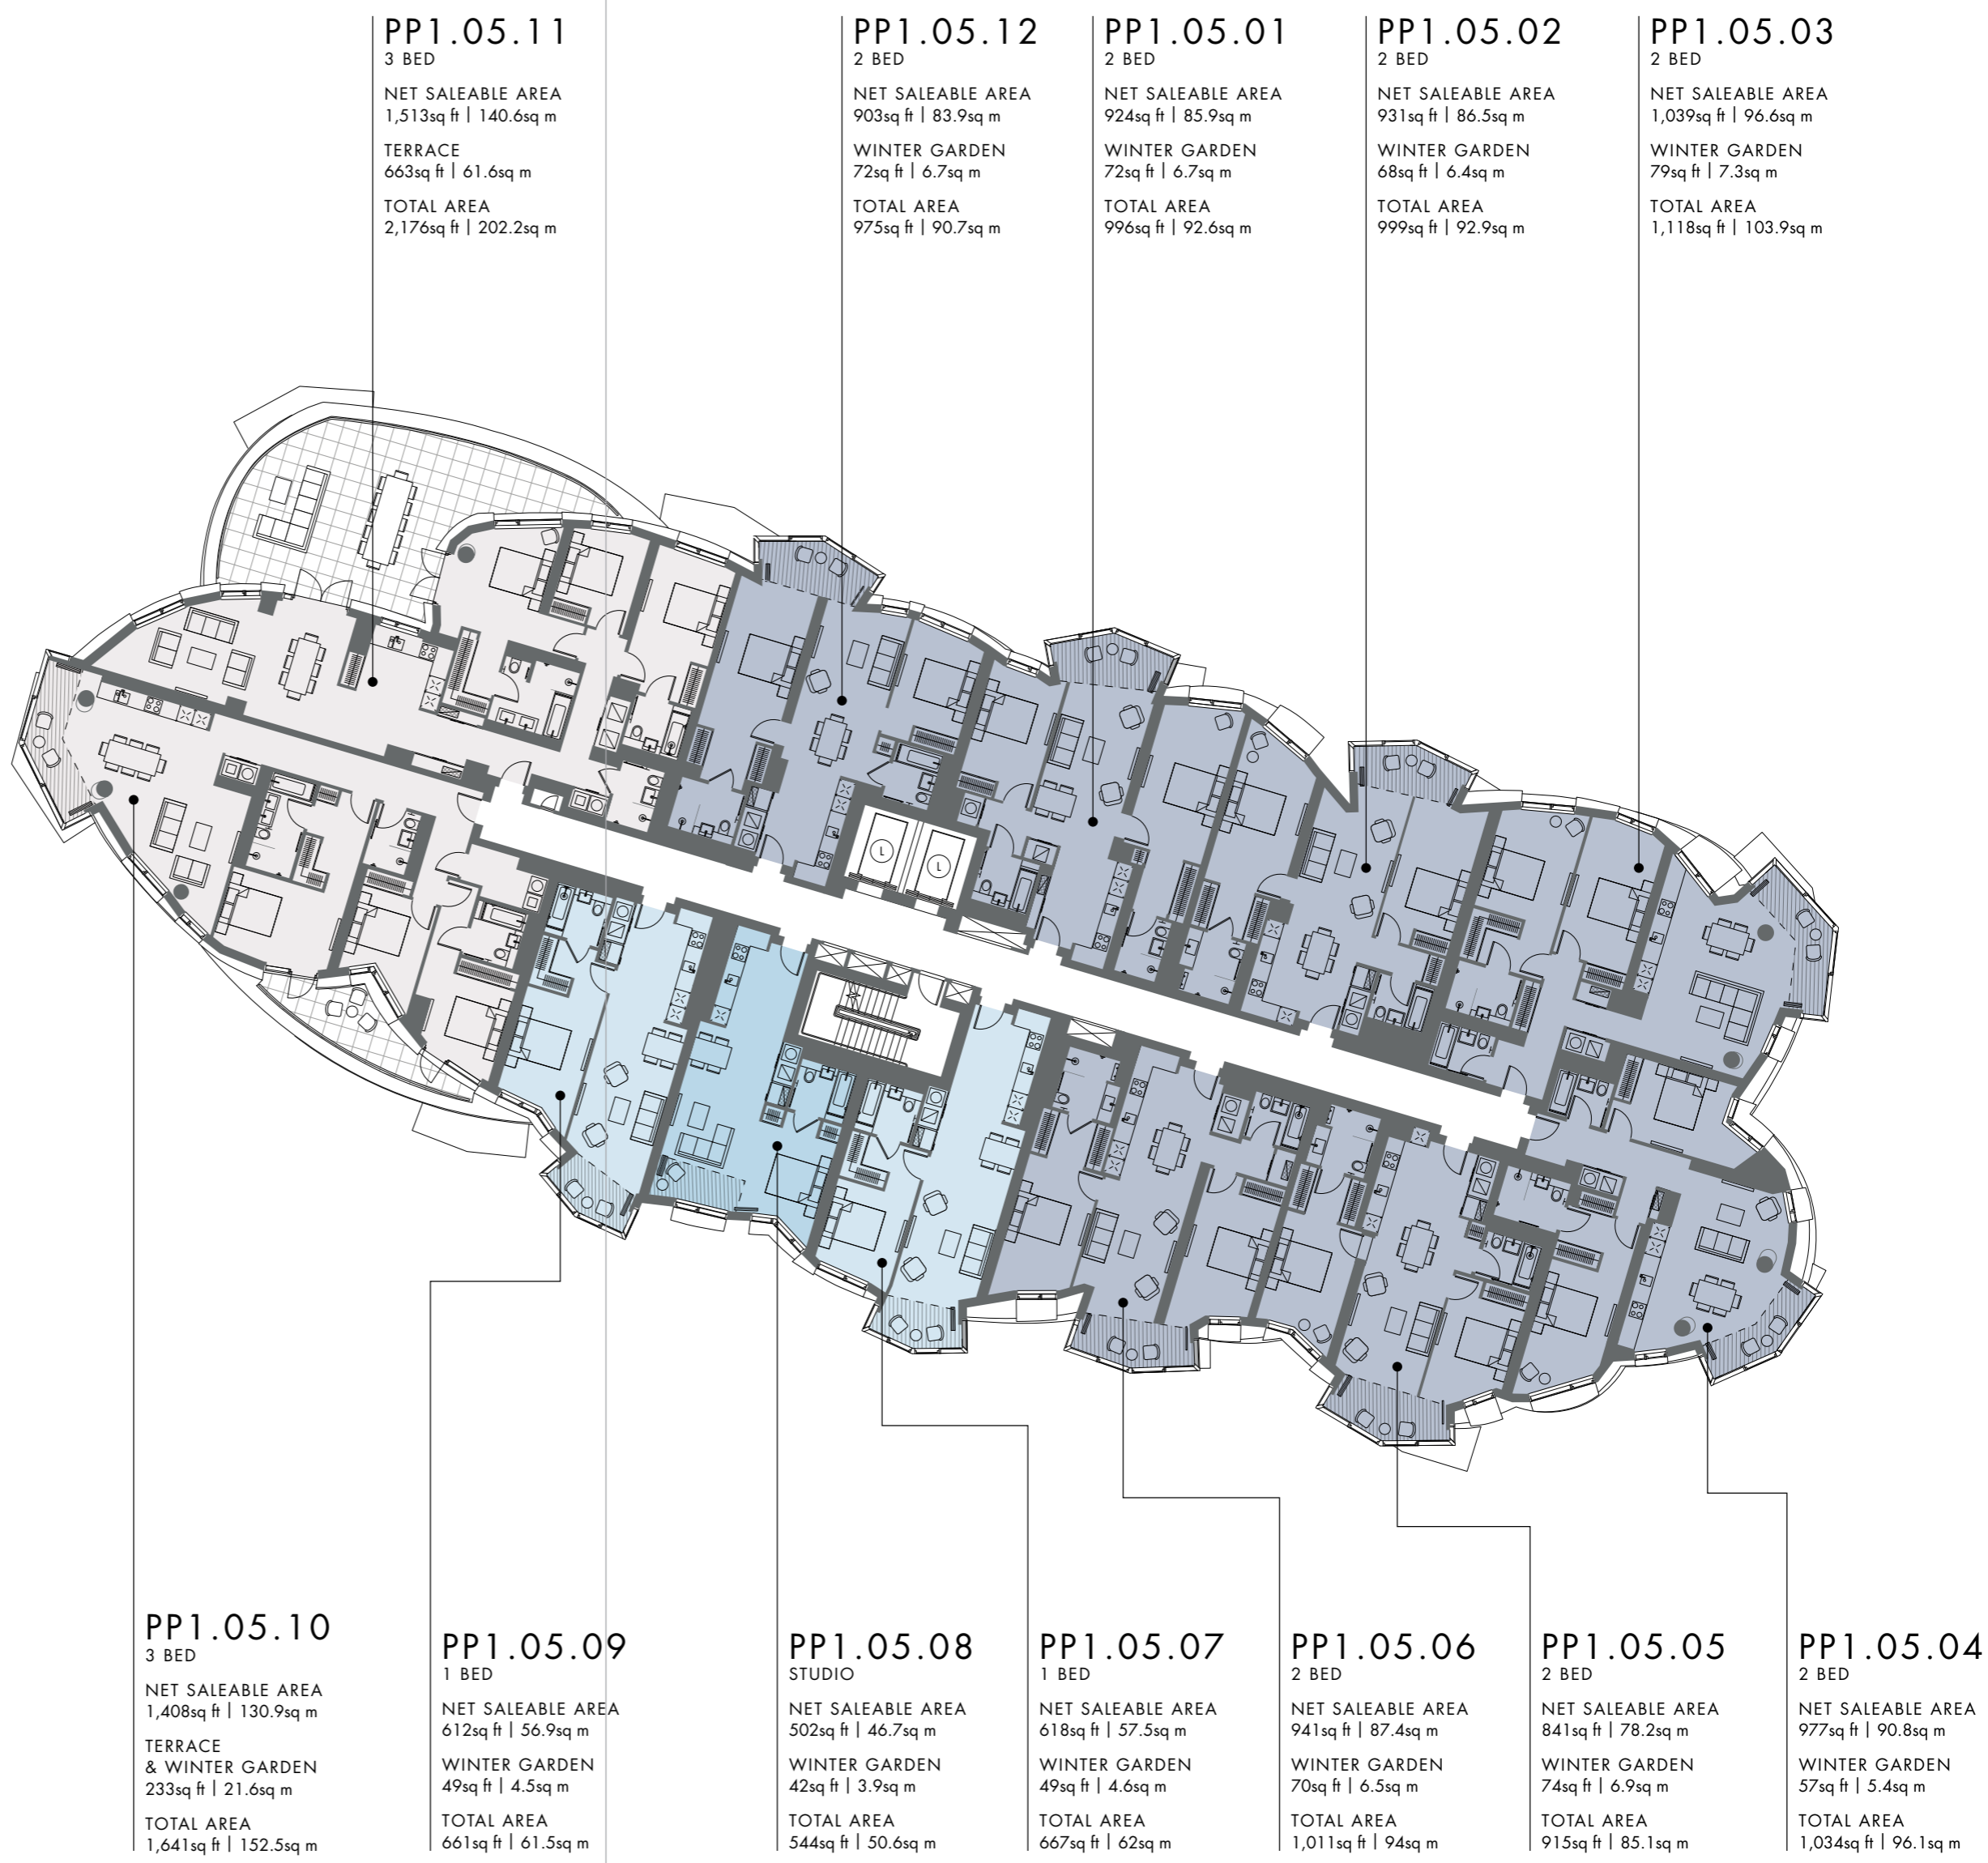 PP1.05.11
3 BED
NET SALEABLE AREA
1,513sq ft | 140.6sq m
TERRACE
663sq ft | 61.6sq m
TOTAL AREA
2,176sq ft | 202.2sq m
PP1.05.12
2 BED
NET SALEABLE AREA
903sq ft | 83.9sq m
WINTER GARDEN
72sq ft | 6.7sq m
TOTAL AREA
975sq ft | 90.7sq m
PP1.05.01
2 BED
NET SALEABLE AREA
924sq ft | 85.9sq m
WINTER GARDEN
72sq ft | 6.7sq m
TOTAL AREA
996sq ft | 92.6sq m
PP1.05.02
2 BED
NET SALEABLE AREA
931sq ft | 86.5sq m
WINTER GARDEN
68sq ft | 6.4sq m
TOTAL AREA
999sq ft | 92.9sq m
PP1.05.03
2 BED
NET SALEABLE AREA
1,039sq ft | 96.6sq m
WINTER GARDEN
79sq ft | 7.3sq m
TOTAL AREA
1,118sq ft | 103.9sq m
L
L
PP1.05.10
3 BED
NET SALEABLE AREA
1,408sq ft | 130.9sq m
TERRACE
& WINTER GARDEN
233sq ft | 21.6sq m
TOTAL AREA
1,641sq ft | 152.5sq m
PP1.05.09
1 BED
NET SALEABLE AREA
612sq ft | 56.9sq m
WINTER GARDEN
49sq ft | 4.5sq m
TOTAL AREA
661sq ft | 61.5sq m
PP1.05.08
STUDIO
NET SALEABLE AREA
502sq ft | 46.7sq m
WINTER GARDEN
42sq ft | 3.9sq m
TOTAL AREA
544sq ft | 50.6sq m
PP1.05.07
1 BED
NET SALEABLE AREA
618sq ft | 57.5sq m
WINTER GARDEN
49sq ft | 4.6sq m
TOTAL AREA
667sq ft | 62sq m
PP1.05.06
2 BED
NET SALEABLE AREA
941sq ft | 87.4sq m
WINTER GARDEN
70sq ft | 6.5sq m
TOTAL AREA
1,011sq ft | 94sq m
PP1.05.05
2 BED
NET SALEABLE AREA
841sq ft | 78.2sq m
WINTER GARDEN
74sq ft | 6.9sq m
TOTAL AREA
915sq ft | 85.1sq m
PP1.05.04
2 BED
NET SALEABLE AREA
977sq ft | 90.8sq m
WINTER GARDEN
57sq ft | 5.4sq m
TOTAL AREA
1,034sq ft | 96.1sq m